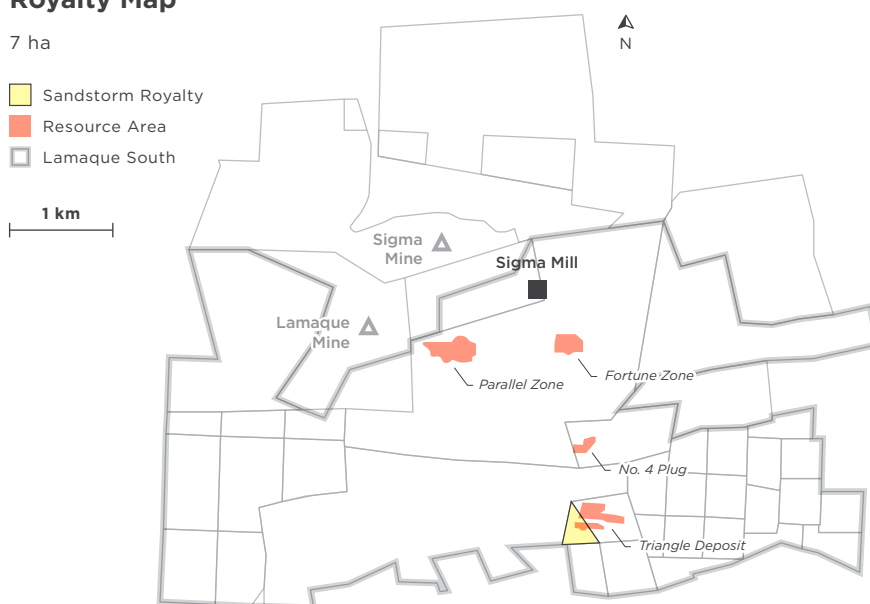 Royalty Map
7 ha
N
Sandstorm Royalty
Resource Area
Lamaque South
1 km
Sigma
Mine
Sigma Mill
Lamaque
Mine
Parallel Zone
Fortune Zone
No. 4 Plug
Triangle Deposit